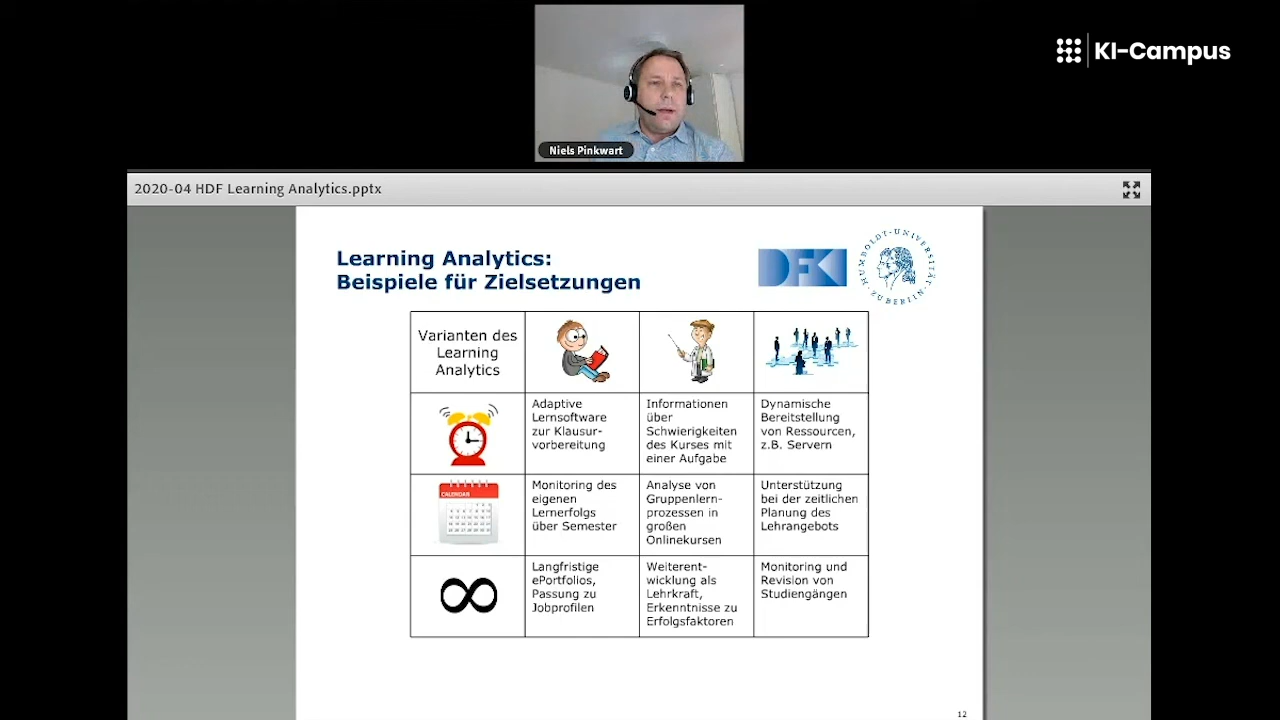 KI-Campus
Niels Pinkwart
2020-04 HDF Learning Analytics.pptx
Learning Analytics:
Beispiele für Zielsetzungen
DFKI
HUMBOLDT-UNIVERSITÄT
ZU BERLIN
Varianten des
Learning
Analytics
Adaptive
Lernsoftware
zur Klausur-
vorbereitung
Informationen
über
Schwierigkeiten
des Kurses mit
einer Aufgabe
Dynamische
Bereitstellung
von Ressourcen,
z.B. Servern
CALENDAR
Monitoring des
eigenen
Lernerfolgs
über Semester
Analyse von
Gruppenlern-
prozessen in
großen
Onlinekursen
Unterstützung
bei der zeitlichen
Planung des
Lehrangebots
Langfristige
ePortfolios,
Passung zu
Jobprofilen
Weiterent-
wicklung als
Lehrkraft,
Erkenntnisse zu
Erfolgsfaktoren
Monitoring und
Revision von
Studiengängen
12